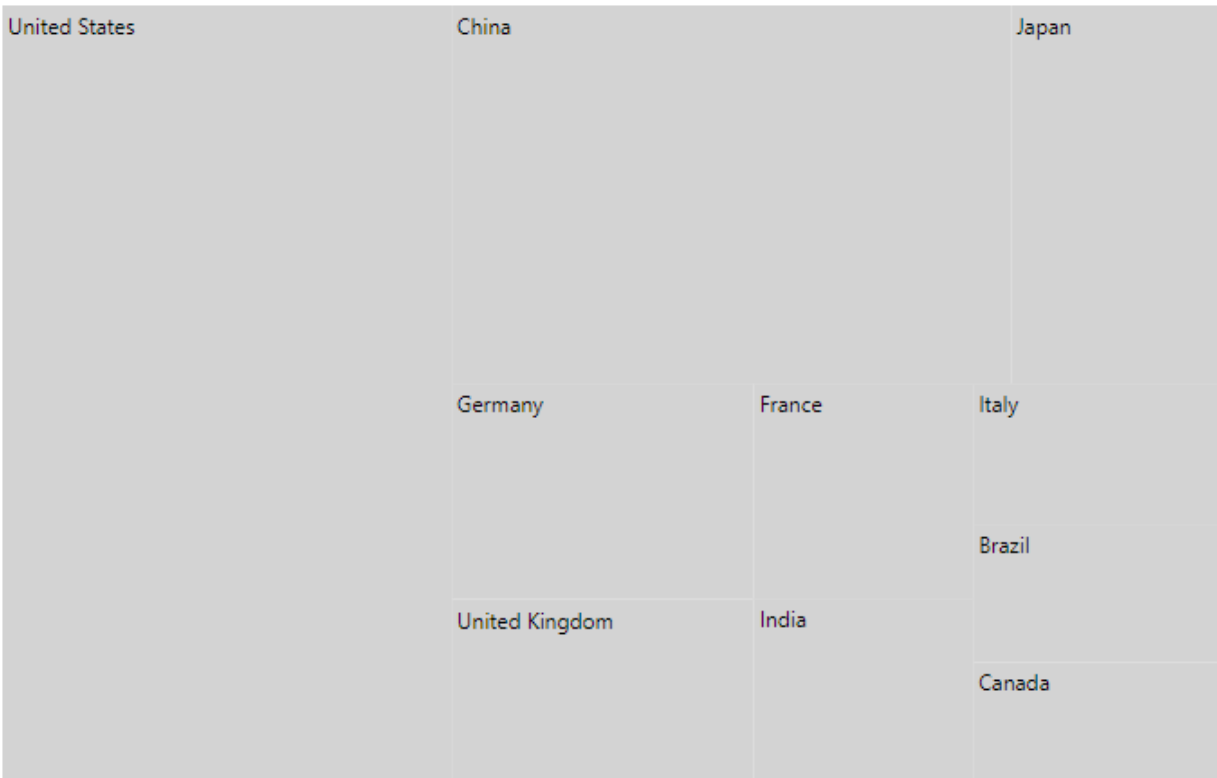 United States
China
Japan
Germany
France
Italy
Brazil
United Kingdom
India
Canada